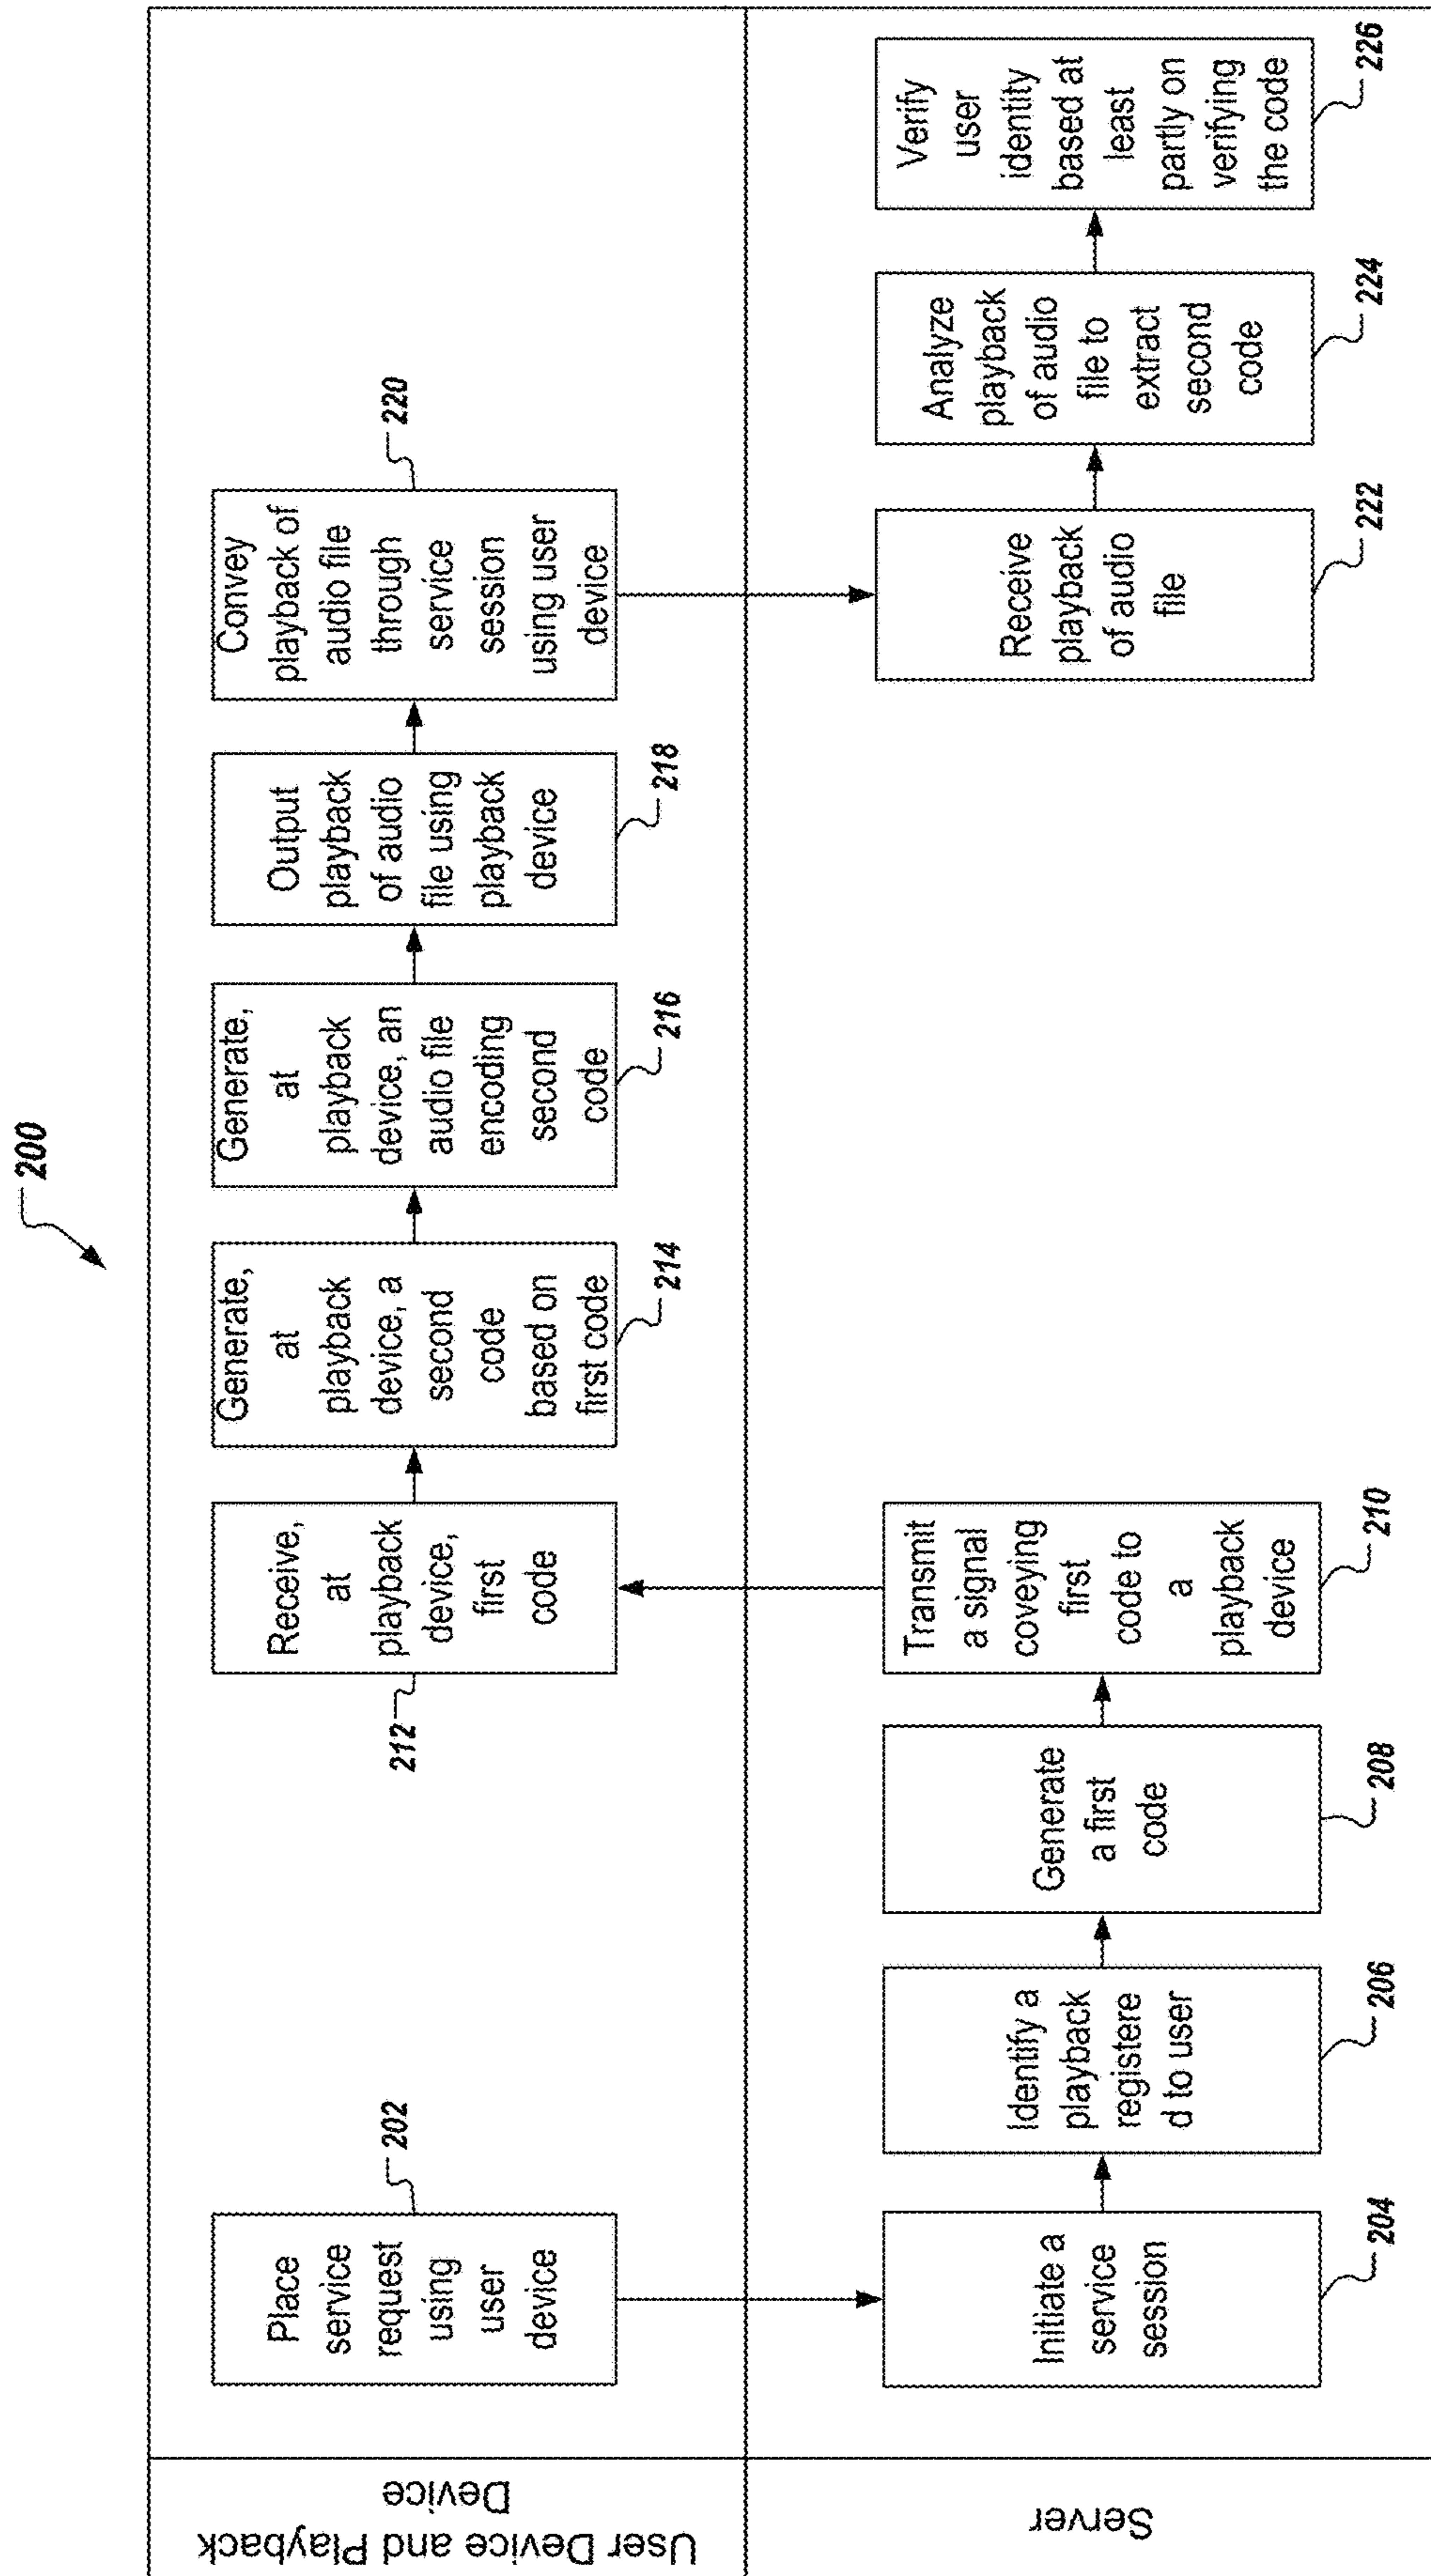 200
User Device and Playback
Device
Place
service
request
using
user
device
202
Receive,
at
playback
device,
first
code
212
Generate,
at
playback
device, a
second
code
based on
first code
214
Generate,
at
playback
device, an
audio file
encoding
second
code
216
Output
playback
of audio
file using
playback
device
218
Convey
playback of
audio file
through
service
session
using user
device
220
Server
Initiate a
service
session
204
Identify a
playback
registere
d to user
206
Generate
a first
code
208
Transmit
a signal
coveying
first
code to
a
playback
device
210
Receive
playback
of audio
file
222
Analyze
playback
of audio
file to
extract
second
code
224
Verify
user
identity
based at
least
partly on
verifying
the code
226